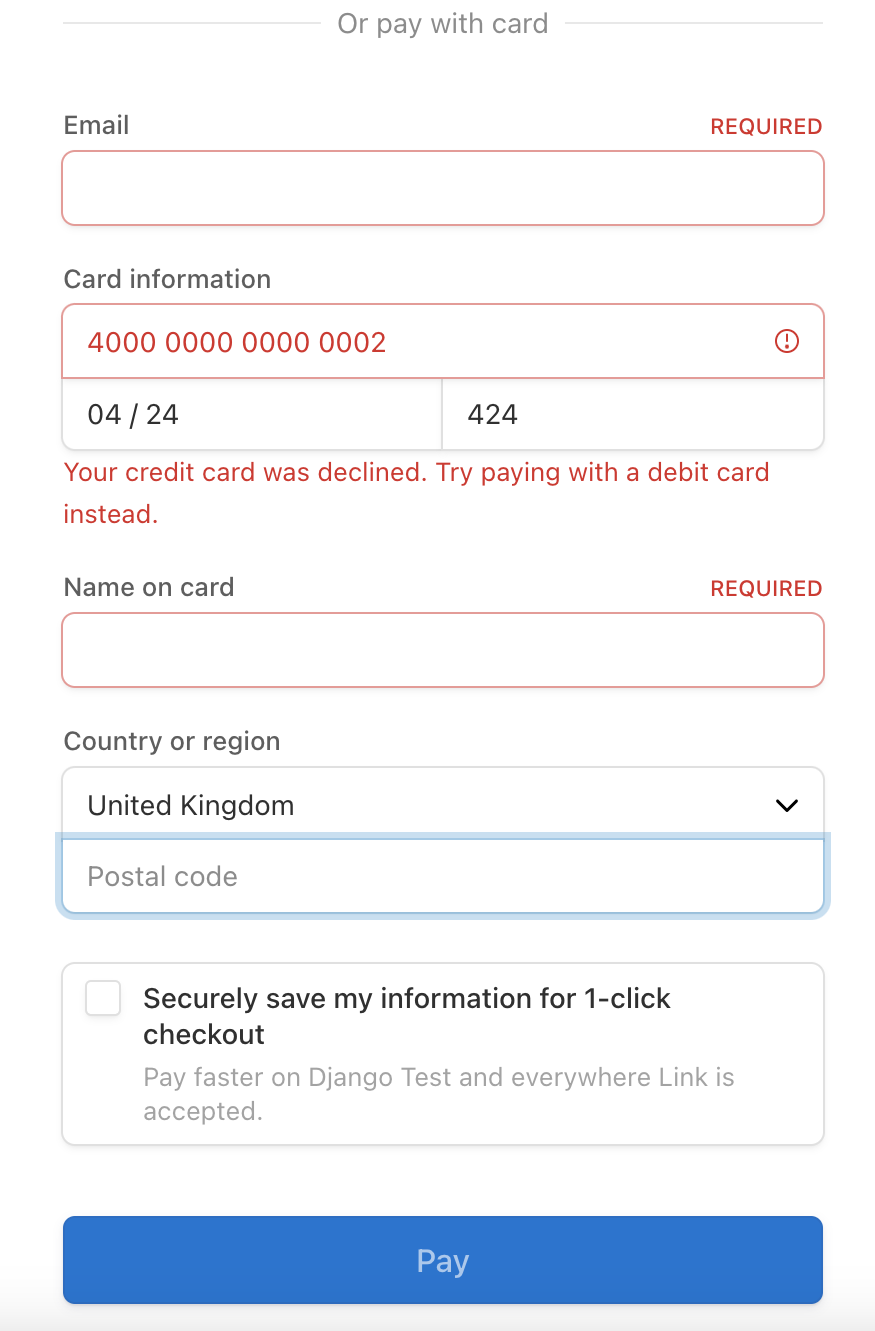 Or pay with card
Email
REQUIRED
Card information
4000 0000 0000 0002
04 / 24
424
Your credit card was declined. Try paying with a debit card
instead.
Name on card
REQUIRED
Country or region
United Kingdom
Postal code
Securely save my information for 1-click
checkout
Pay faster on Django Test and everywhere Link is
accepted.
Pay